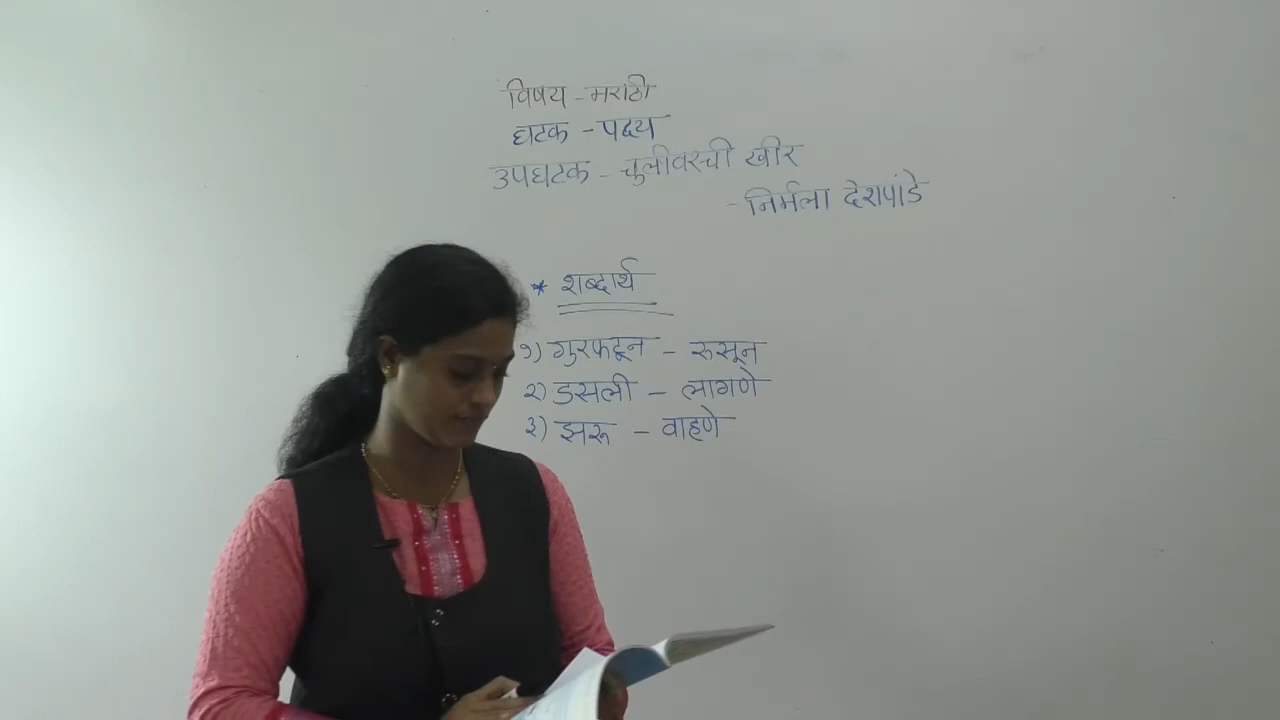 विषय - मराठी
घटक - पद्य
उपघटक - चुलीवरची खीर
- निर्मला देशपांडे
* शब्दार्थ
१) गुरफटून - रुसून
२) डसली - लागणे
३) झरू - वाहणे